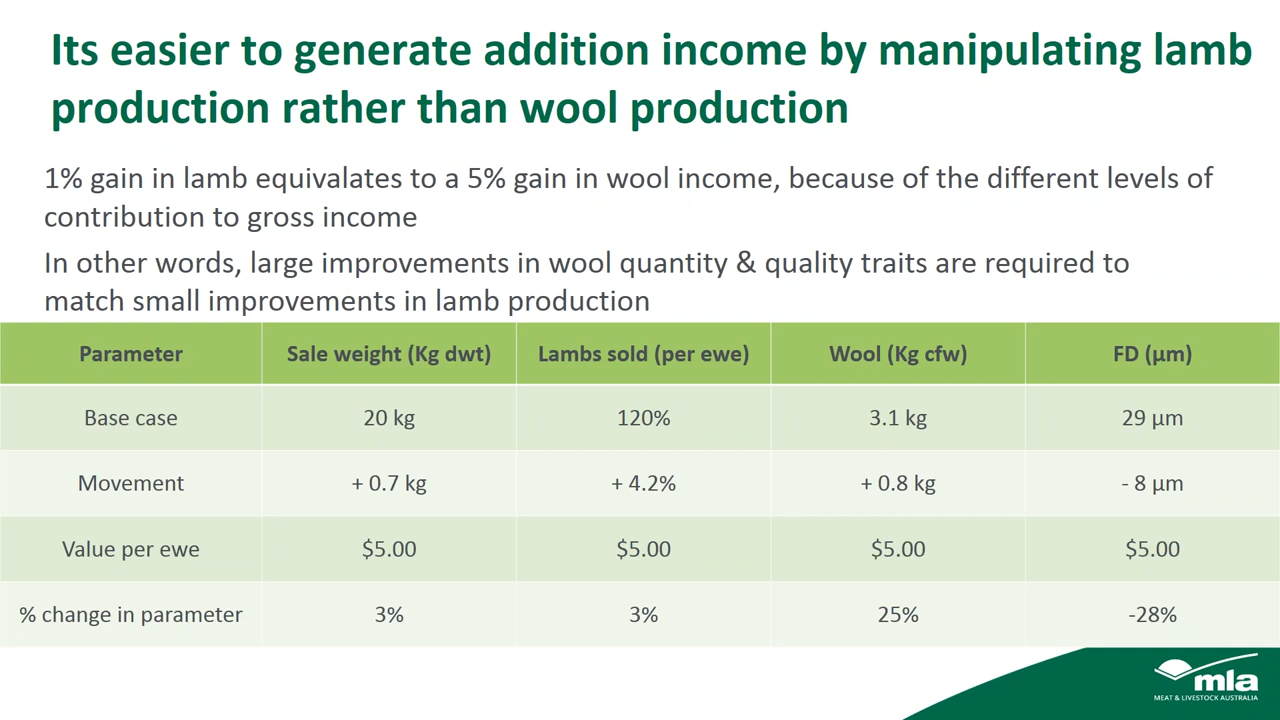 Its easier to generate addition income by manipulating lamb
production rather than wool production
1% gain in lamb equivalates to a 5% gain in wool income, because of the different levels of
contribution to gross income
In other words, large improvements in wool quantity & quality traits are required to
match small improvements in lamb production
Parameter Sale weight (Kg dwt) Lambs sold (per ewe) Wool (Kg cfw) FD (µm)
Base case 20 kg 120% 3.1 kg 29 µm
Movement + 0.7 kg + 4.2% + 0.8 kg - 8 µm
Value per ewe $5.00 $5.00 $5.00 $5.00
% change in parameter 3% 3% 25% -28%
mla
MEAT & LIVESTOCK AUSTRALIA